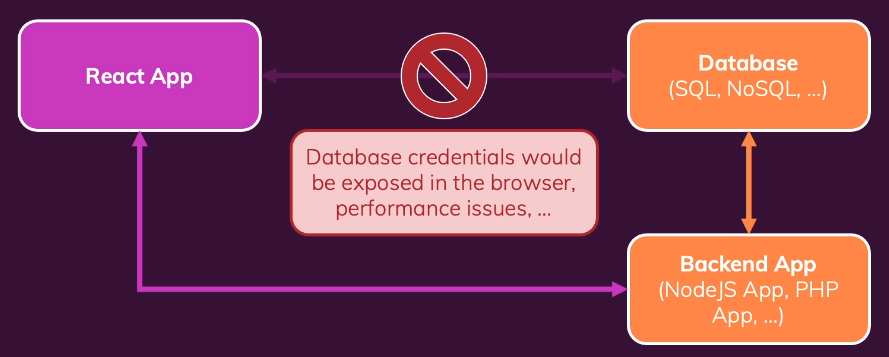 React App
Database
(SQL, NoSQL, ...)
Database credentials would
be exposed in the browser,
performance issues, ...
Backend App
(NodeJS App, PHP
App, ...)